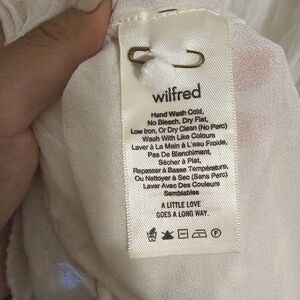 wilfred
Hand Wash Cold,
No Bleach, Dry Flat,
Low Iron, Or Dry Clean (No Perc)
Wash With Like Colours
Laver à La Main à L'eau Froide,
Pas De Blanchiment,
Sécher à Plat,
Repasser à Basse Température,
Ou Nettoyer à Sec (Sans Perc)
Laver Avec Des Couleurs
Semblables
A LITTLE LOVE
GOES A LONG WAY.